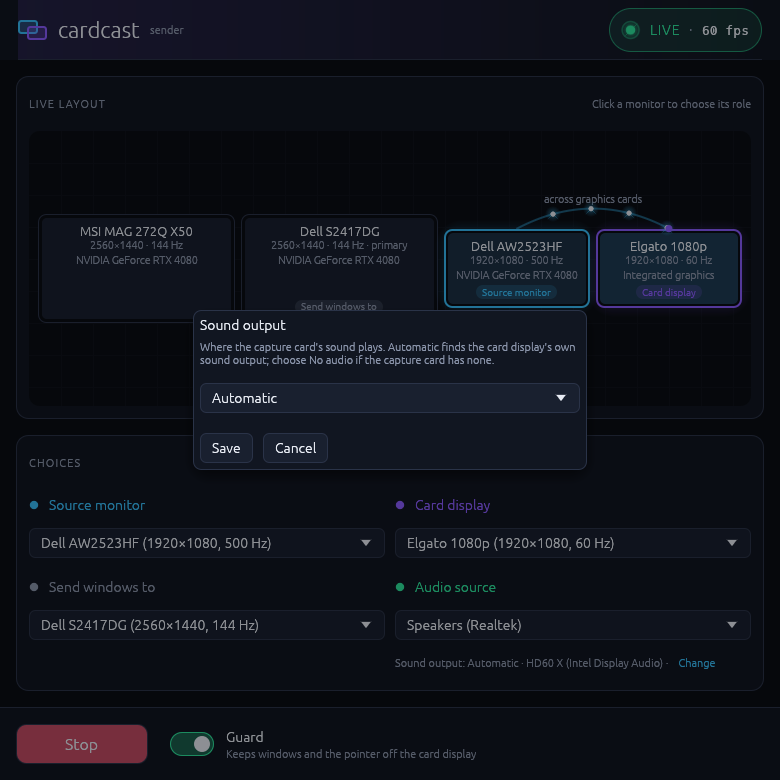 cardcast sender
LIVE · 60 fps
LIVE LAYOUT
Click a monitor to choose its role
across graphics cards
MSI MAG 272Q X50
2560×1440 · 144 Hz
NVIDIA GeForce RTX 4080
Dell S2417DG
2560×1440 · 144 Hz · primary
NVIDIA GeForce RTX 4080
Send windows to
Dell AW2523HF
1920×1080 · 500 Hz
NVIDIA GeForce RTX 4080
Source monitor
Elgato 1080p
1920×1080 · 60 Hz
Integrated graphics
Card display
Sound output
Where the capture card's sound plays. Automatic finds the card display's own
sound output; choose No audio if the capture card has none.
Automatic
Save
Cancel
CHOICES
Source monitor
Dell AW2523HF (1920×1080, 500 Hz)
Card display
Elgato 1080p (1920×1080, 60 Hz)
Send windows to
Dell S2417DG (2560×1440, 144 Hz)
Audio source
Speakers (Realtek)
Sound output: Automatic · HD60 X (Intel Display Audio) · Change
Stop
Guard
Keeps windows and the pointer off the card display